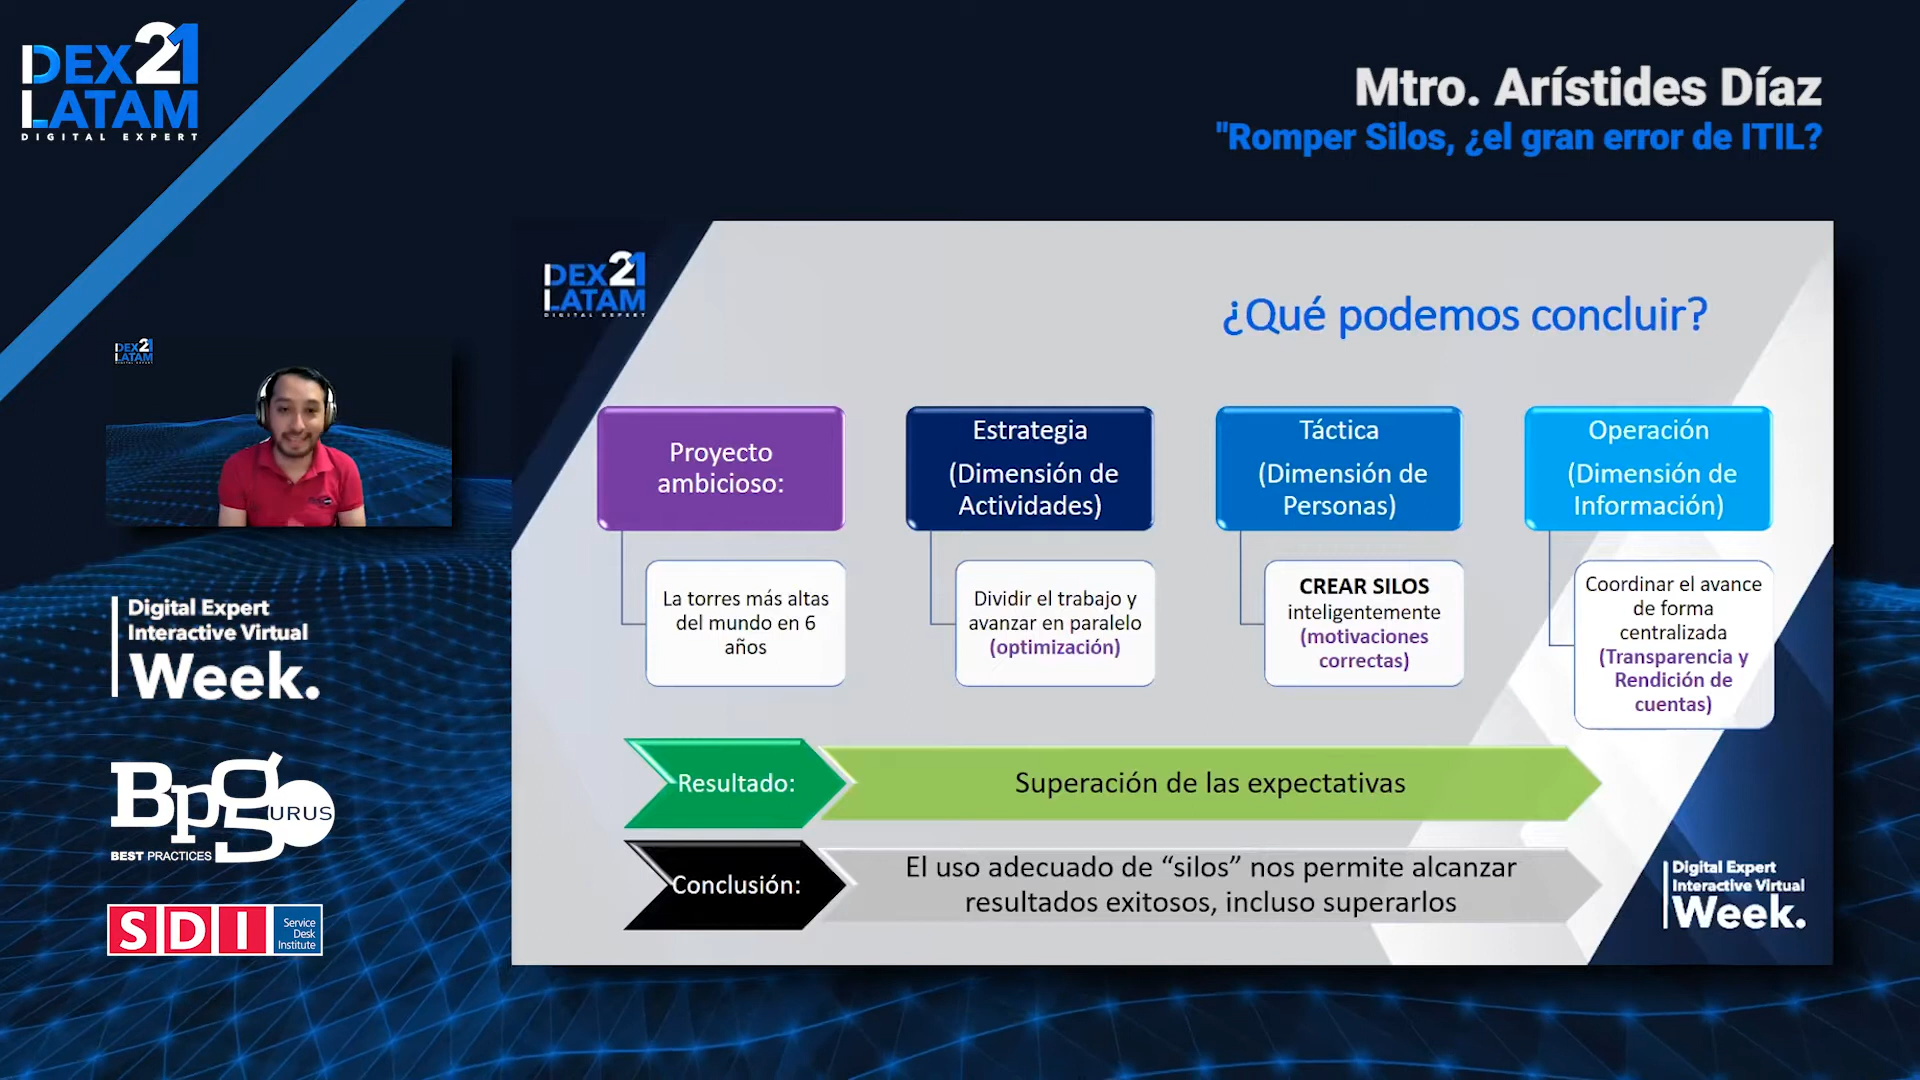 DEX21
LATAM
DIGITAL EXPERT
Mtro. Arístides Díaz
"Romper Silos, ¿el gran error de ITIL?
DEX21
LATAM
DIGITAL EXPERT
¿Qué podemos concluir?
DEX21
LATAM
Proyecto
ambicioso:
La torres más altas
del mundo en 6
años
Estrategia
(Dimensión de
Actividades)
Dividir el trabajo y
avanzar en paralelo
(optimización)
Táctica
(Dimensión de
Personas)
CREAR SILOS
inteligentemente
(motivaciones
correctas)
Operación
(Dimensión de
Información)
Coordinar el avance
de forma
centralizada
(Transparencia y
Rendición de
cuentas)
Resultado:
Superación de las expectativas
Conclusión:
El uso adecuado de “silos” nos permite alcanzar
resultados exitosos, incluso superarlos
Digital Expert
Interactive Virtual
Week.
Digital Expert
Interactive Virtual
Week.
BpGURUS
BEST PRACTICES
SDI
Service
Desk
Institute